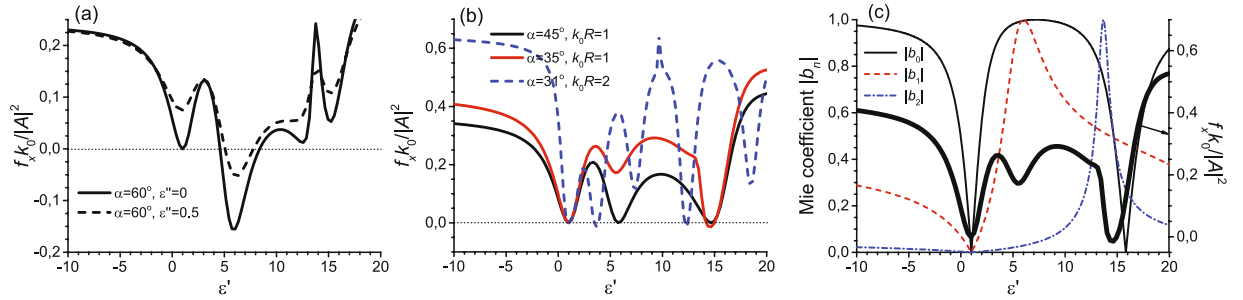 (a)
f_x k_0/|A|^2
0,2
0,1
0,0
-0,1
-0,2
-10
-5
0
5
10
15
20
ε'
α=60°, ε''=0
α=60°, ε''=0.5
(b)
f_x k_0/|A|^2
0,6
0,4
0,2
0,0
-10
-5
0
5
10
15
20
ε'
α=45°, k_0R=1
α=35°, k_0R=1
α=31°, k_0R=2
(c)
Mie coefficient |b_n|
1,0
0,8
0,6
0,4
0,2
0,0
-10
-5
0
5
10
15
20
ε'
|b_0|
|b_1|
|b_2|
0,6
0,4
0,2
0,0
f_x k_0/|A|^2